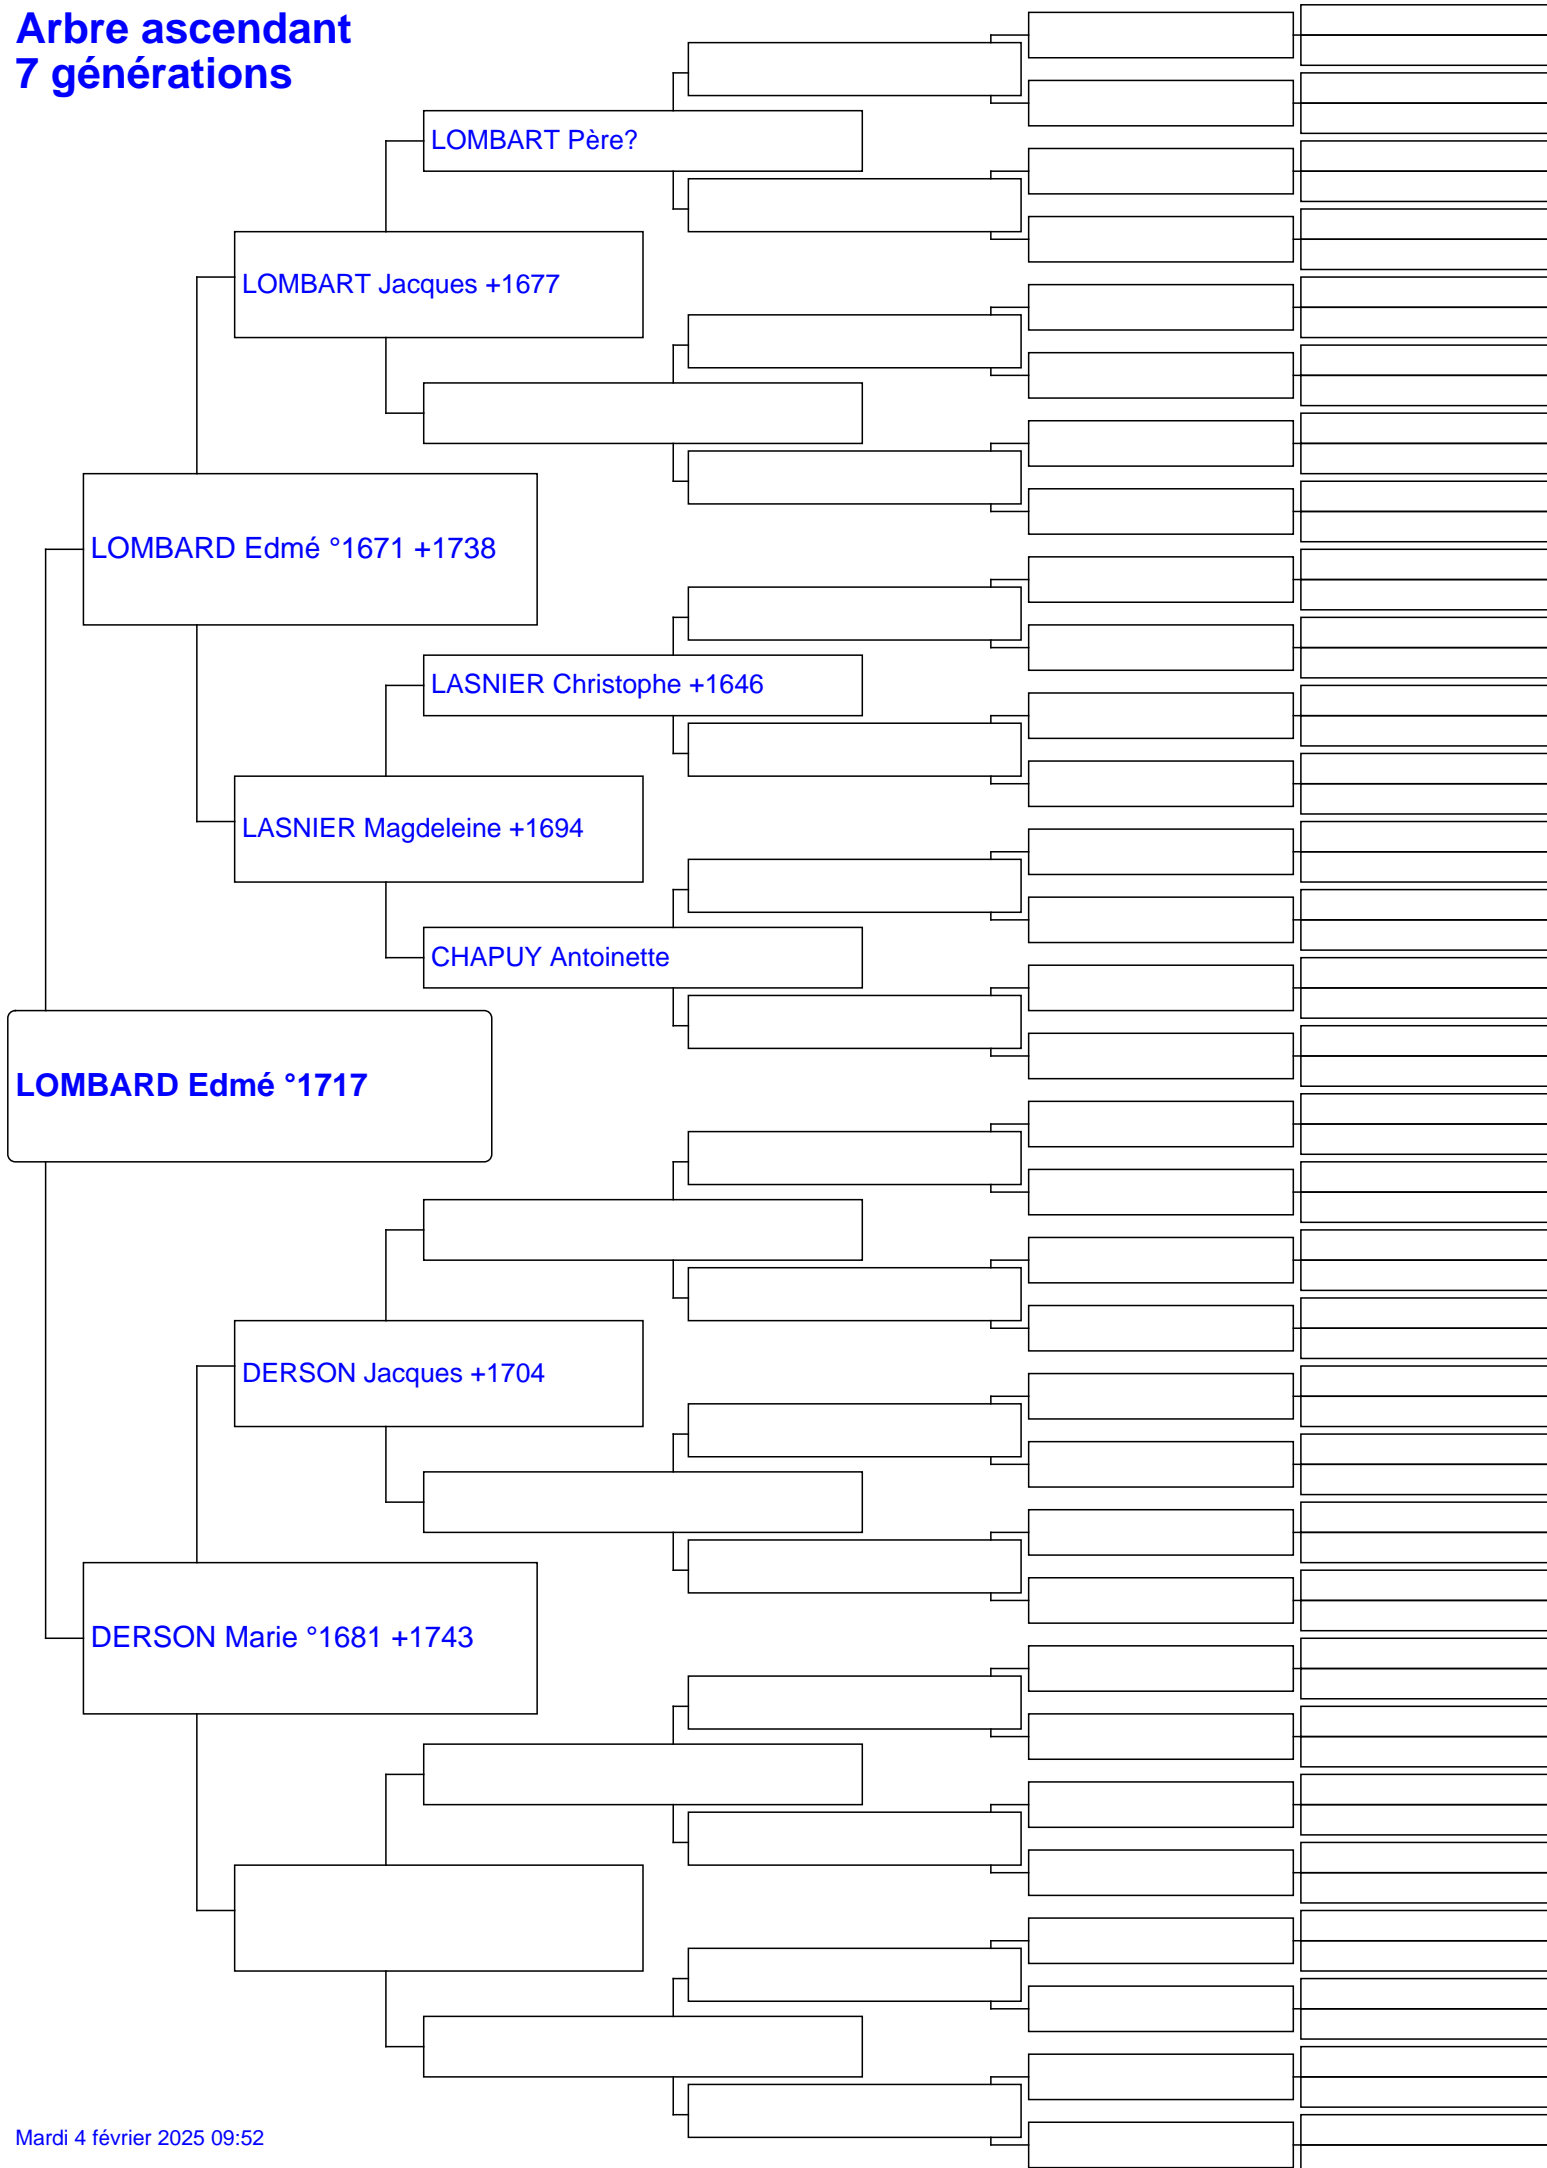 Arbre ascendant
7 générations
LOMBART Père?
LOMBART Jacques +1677
LOMBARD Edmé °1671 +1738
LASNIER Christophe +1646
LASNIER Magdeleine +1694
CHAPUY Antoinette
LOMBARD Edmé °1717
DERSON Jacques +1704
DERSON Marie °1681 +1743
Mardi 4 février 2025 09:52